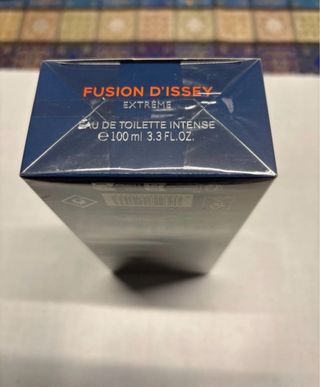 FUSION D'ISSEY
EXTRÊME
EAU DE TOILETTE INTENSE
℮ 100 ml 3.3 FL.OZ.